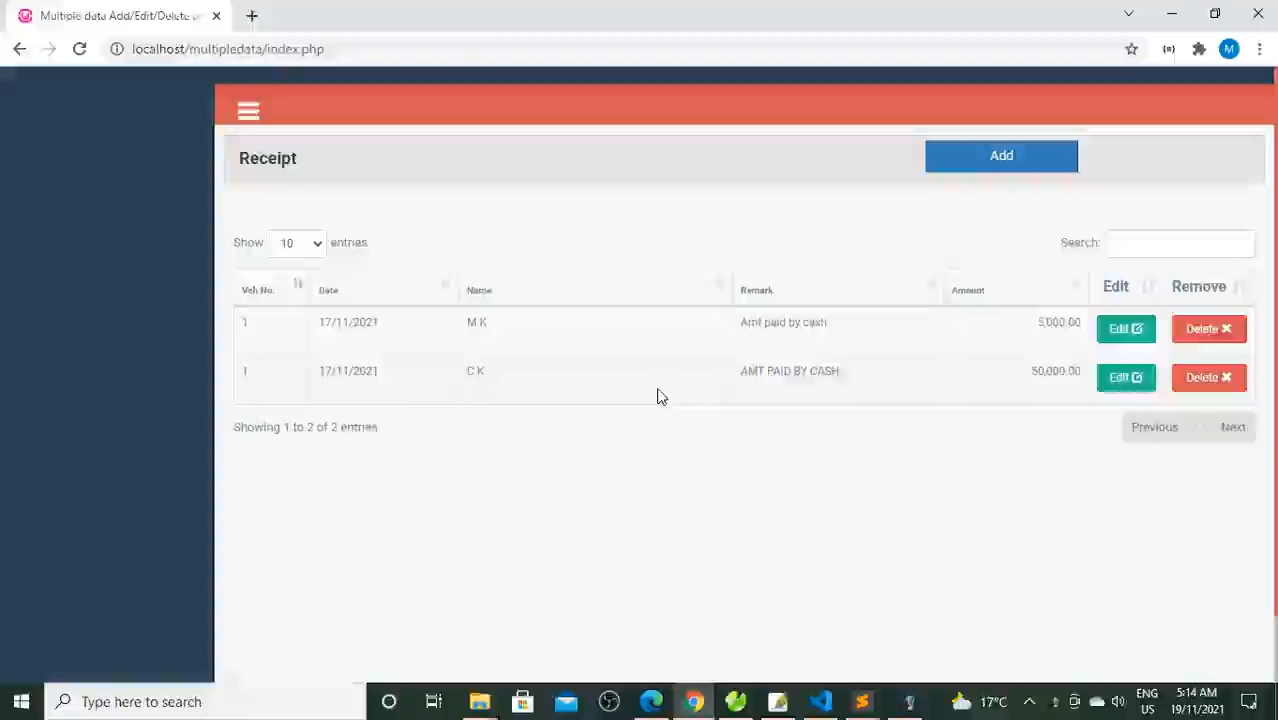 Multiple data Add/Edit/Delete
localhost/multipledata/index.php
M
Receipt
Add
Show 10 entries
Search:
Voh No. Date Name Remark Amount Edit Remove
1 17/11/2021 M K Amt paid by cash 5,000.00 Edit Delete
1 17/11/2021 C K AMT PAID BY CASH 50,000.00 Edit Delete
Showing 1 to 2 of 2 entries
Previous Next
Type here to search
17°C
ENG
US
5:14 AM
19/11/2021